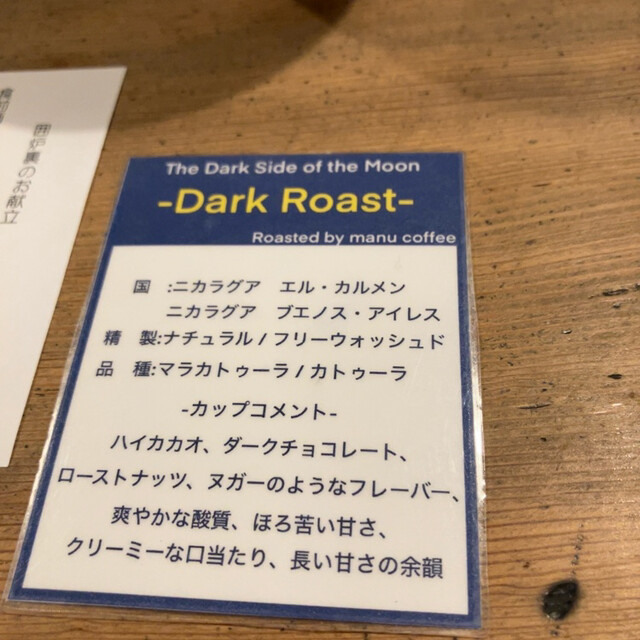 The Dark Side of the Moon
-Dark Roast-
Roasted by manu coffee
国 :ニカラグア エル・カルメン
ニカラグア ブエノス・アイレス
精 製:ナチュラル / フリーウォッシュド
品 種:マラカトゥーラ / カトゥーラ
-カップコメント-
ハイカカオ、ダークチョコレート、
ローストナッツ、ヌガーのようなフレーバー、
爽やかな酸質、ほろ苦い甘さ、
クリーミーな口当たり、長い甘さの余韻
囲炉裏のお献立